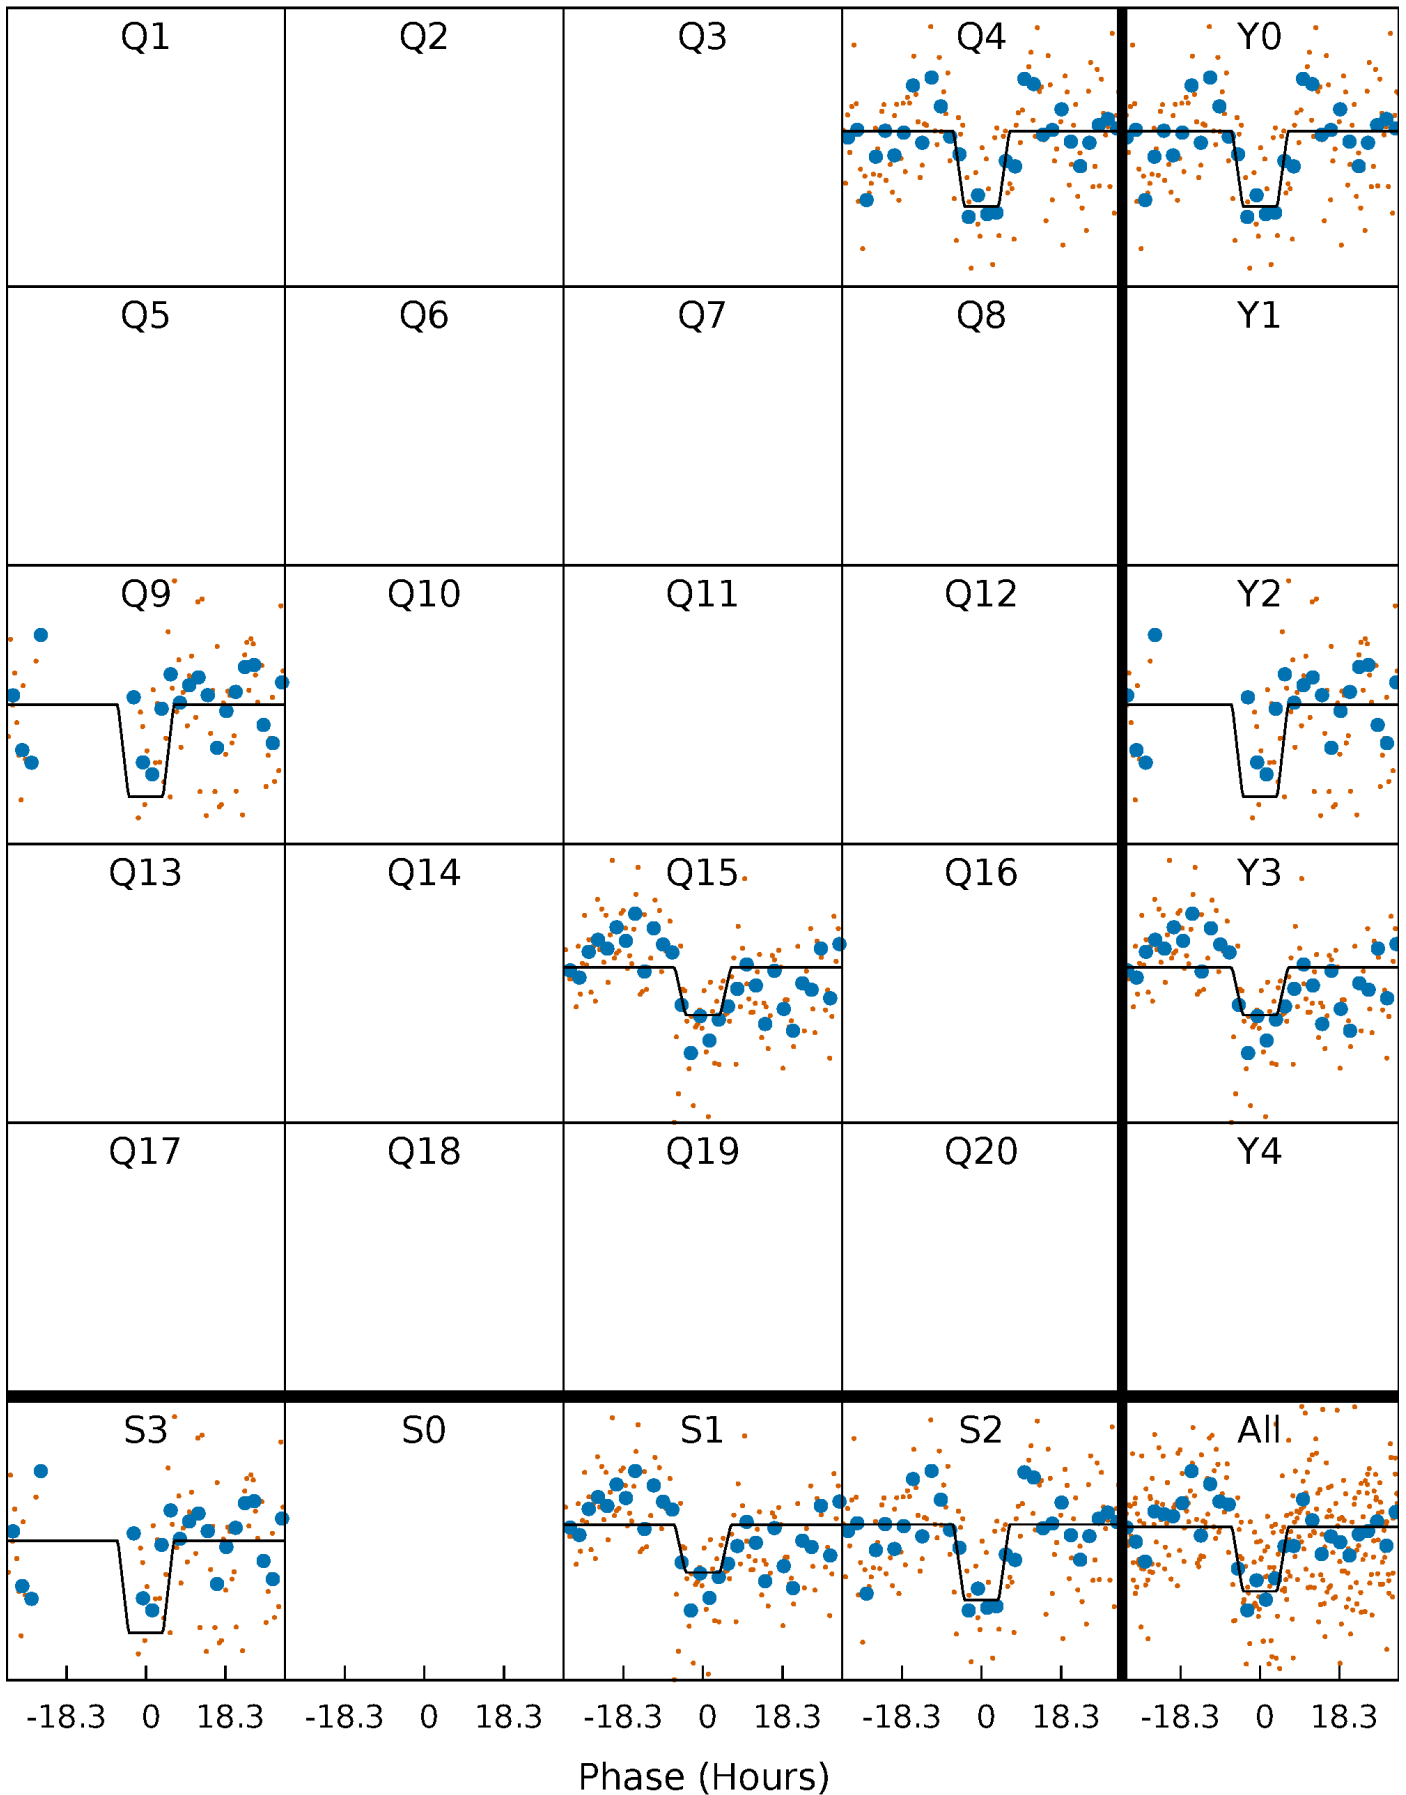 Q1 Q2 Q3 Q4 Y0
Q5 Q6 Q7 Q8 Y1
Q9 Q10 Q11 Q12 Y2
Q13 Q14 Q15 Q16 Y3
Q17 Q18 Q19 Q20 Y4
S3 S0 S1 S2 All
-18.3 0 18.3 -18.3 0 18.3 -18.3 0 18.3 -18.3 0 18.3 -18.3 0 18.3
Phase (Hours)